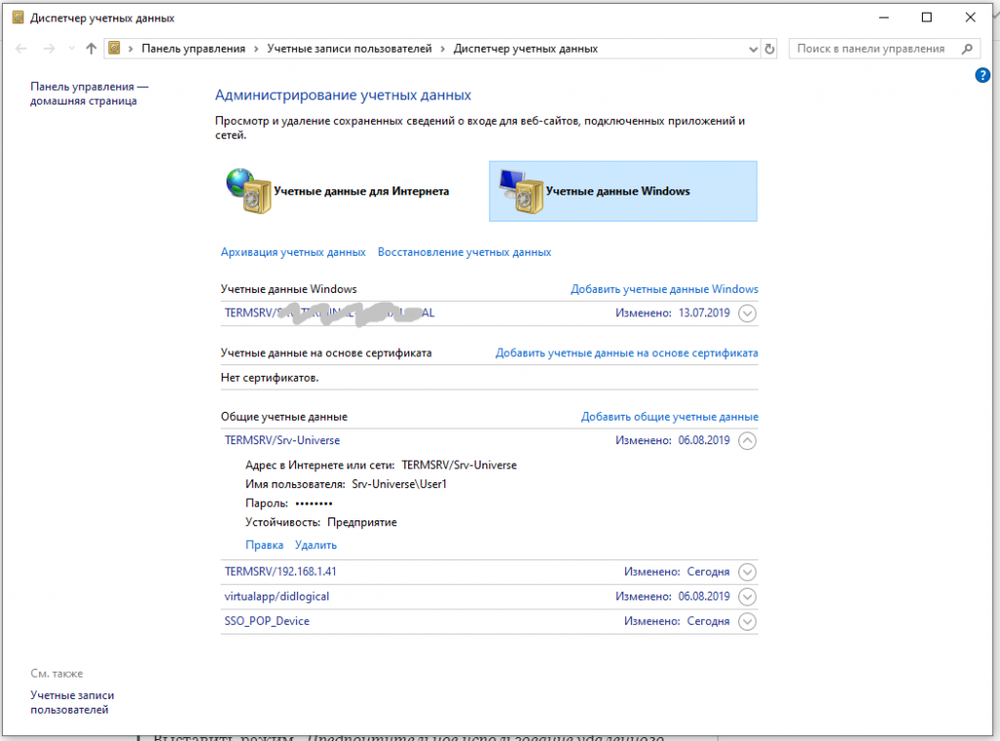 Диспетчер учетных данных
Панель управления › Учетные записи пользователей › Диспетчер учетных данных
Поиск в панели управления
Панель управления —
домашняя страница
Администрирование учетных данных
Просмотр и удаление сохраненных сведений о входе для веб-сайтов, подключенных приложений и
сетей.
Учетные данные для Интернета
Учетные данные Windows
Архивация учетных данных Восстановление учетных данных
Учетные данные Windows Добавить учетные данные Windows
TERMSRV/ Изменено: 13.07.2019
Учетные данные на основе сертификата Добавить учетные данные на основе сертификата
Нет сертификатов.
Общие учетные данные Добавить общие учетные данные
TERMSRV/Srv-Universe Изменено: 06.08.2019
Адрес в Интернете или сети: TERMSRV/Srv-Universe
Имя пользователя: Srv-Universe\User1
Пароль: ••••••••
Устойчивость: Предприятие
Правка Удалить
TERMSRV/192.168.1.41 Изменено: Сегодня
virtualapp/didlogical Изменено: 06.08.2019
SSO_POP_Device Изменено: Сегодня
См. также
Учетные записи
пользователей